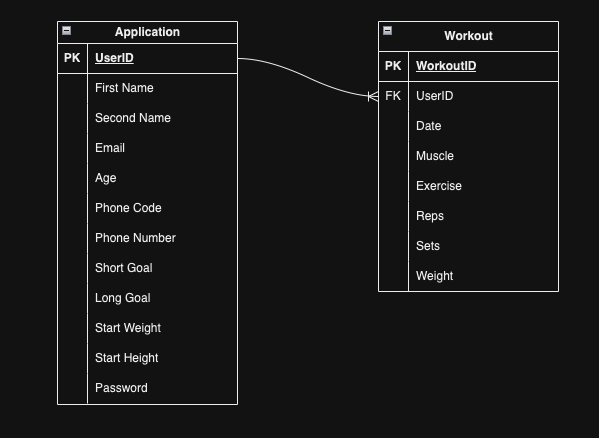 Application
PK UserID
First Name
Second Name
Email
Age
Phone Code
Phone Number
Short Goal
Long Goal
Start Weight
Start Height
Password
Workout
PK WorkoutID
FK UserID
Date
Muscle
Exercise
Reps
Sets
Weight